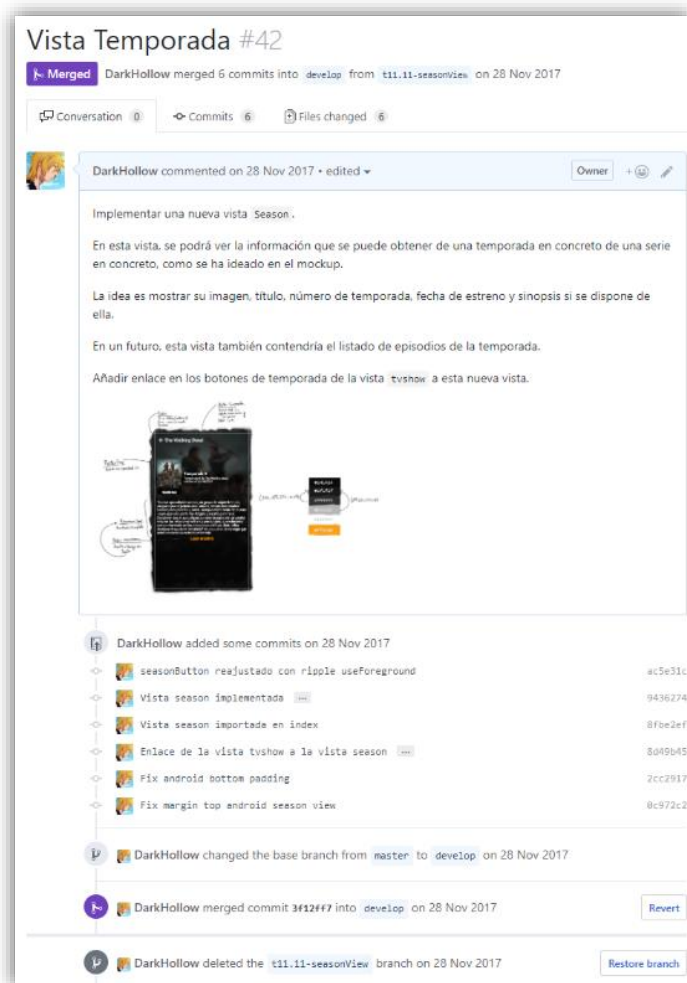 Vista Temporada #42
Merged DarkHollow merged 6 commits into develop from t11.11-seasonView on 28 Nov 2017
Conversation 0 Commits 6 Files changed 6
DarkHollow commented on 28 Nov 2017 • edited Owner
Implementar una nueva vista Season.
En esta vista, se podrá ver la información que se puede obtener de una temporada en concreto de una serie
en concreto, como se ha ideado en el mockup.
La idea es mostrar su imagen, título, número de temporada, fecha de estreno y sinopsis si se dispone de
ella.
En un futuro, esta vista también contendría el listado de episodios de la temporada.
Añadir enlace en los botones de temporada de la vista tvshow a esta nueva vista.
The Walking Dead
DarkHollow added some commits on 28 Nov 2017
seasonButton reajustado con ripple useForeground ac5e31c
Vista season implementada 9436274
Vista season importada en index 8fbe2ef
Enlace de la vista tvshow a la vista season 8d49b45
Fix android bottom padding 2cc2917
Fix margin top android season view 0c972c2
DarkHollow changed the base branch from master to develop on 28 Nov 2017
DarkHollow merged commit 3f12ff7 into develop on 28 Nov 2017 Revert
DarkHollow deleted the t11.11-seasonView branch on 28 Nov 2017 Restore branch